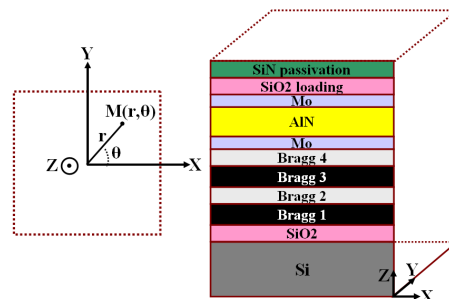 Y
M(r,θ)
r
θ
Z
X
SiN passivation
SiO2 loading
Mo
AlN
Mo
Bragg 4
Bragg 3
Bragg 2
Bragg 1
SiO2
Si
Z
Y
X